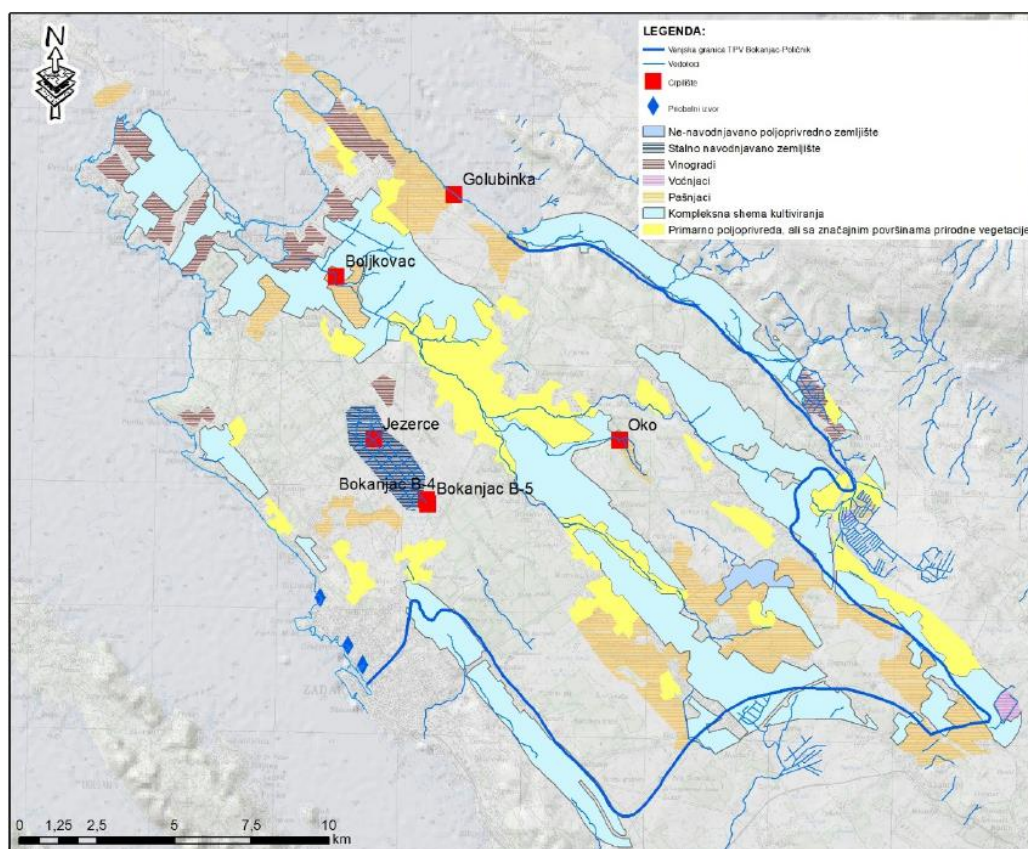 N
LEGENDA:
Vanjska granica TPV Bokanjac-Poličnik
Vodotoci
Crpilište
Priobalni izvor
Ne-navodnjavano poljoprivredno zemljište
Stalno navodnjavano zemljište
Vinogradi
Voćnjaci
Pašnjaci
Kompleksna shema kultiviranja
Primarno poljoprivreda, ali sa značajnim površinama prirodne vegetacije
Golubinka
Boljkovac
Jezerce
Oko
Bokanjac B-4
Bokanjac B-5
ZADAR
0 1,25 2,5 5 7,5 10
km